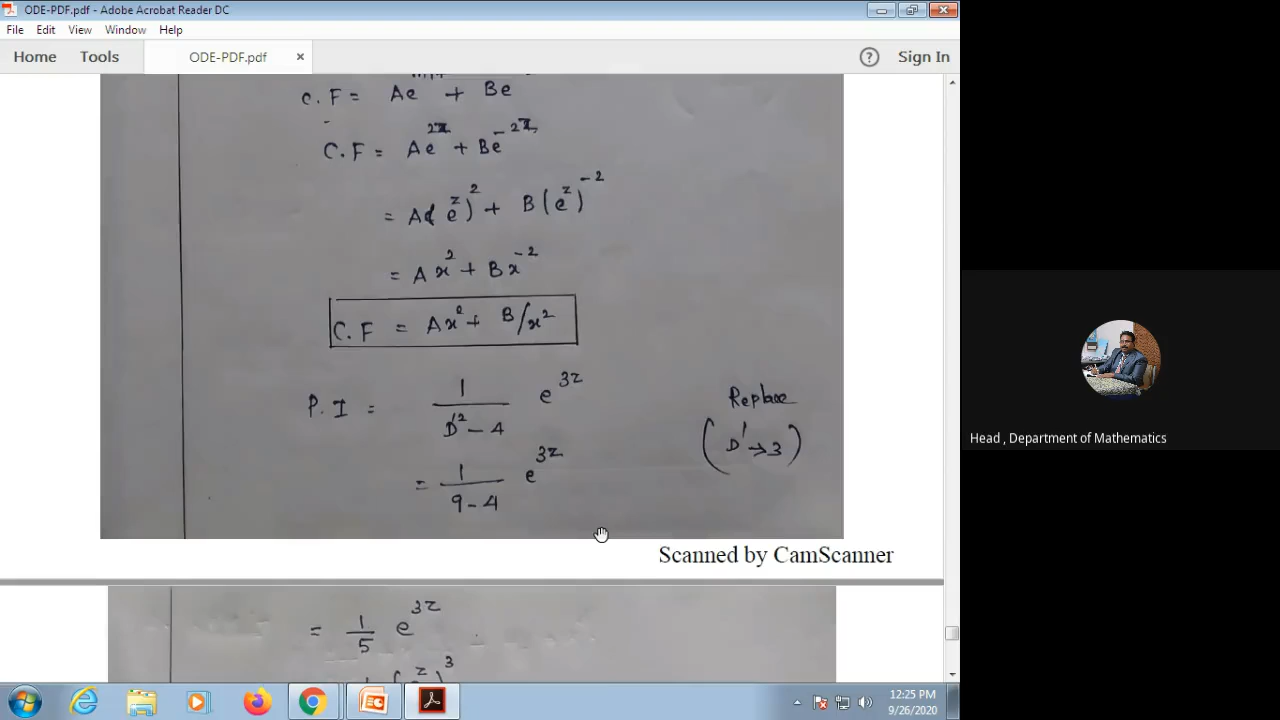 ODE-PDF.pdf - Adobe Acrobat Reader DC
File Edit View Window Help
Home Tools ODE-PDF.pdf × ? Sign In
C.F = Ae + Be
C.F = Ae^2z + Be^-2z
= A(e^z)^2 + B(e^z)^-2
= Ax^2 + Bx^-2
C.F = Ax^2 + B/x^2
P.I = 1/(D'^2 - 4) e^3z
Replace
(D' → 3)
= 1/(9 - 4) e^3z
Scanned by CamScanner
= 1/5 e^3z
Head , Department of Mathematics
12:25 PM
9/26/2020